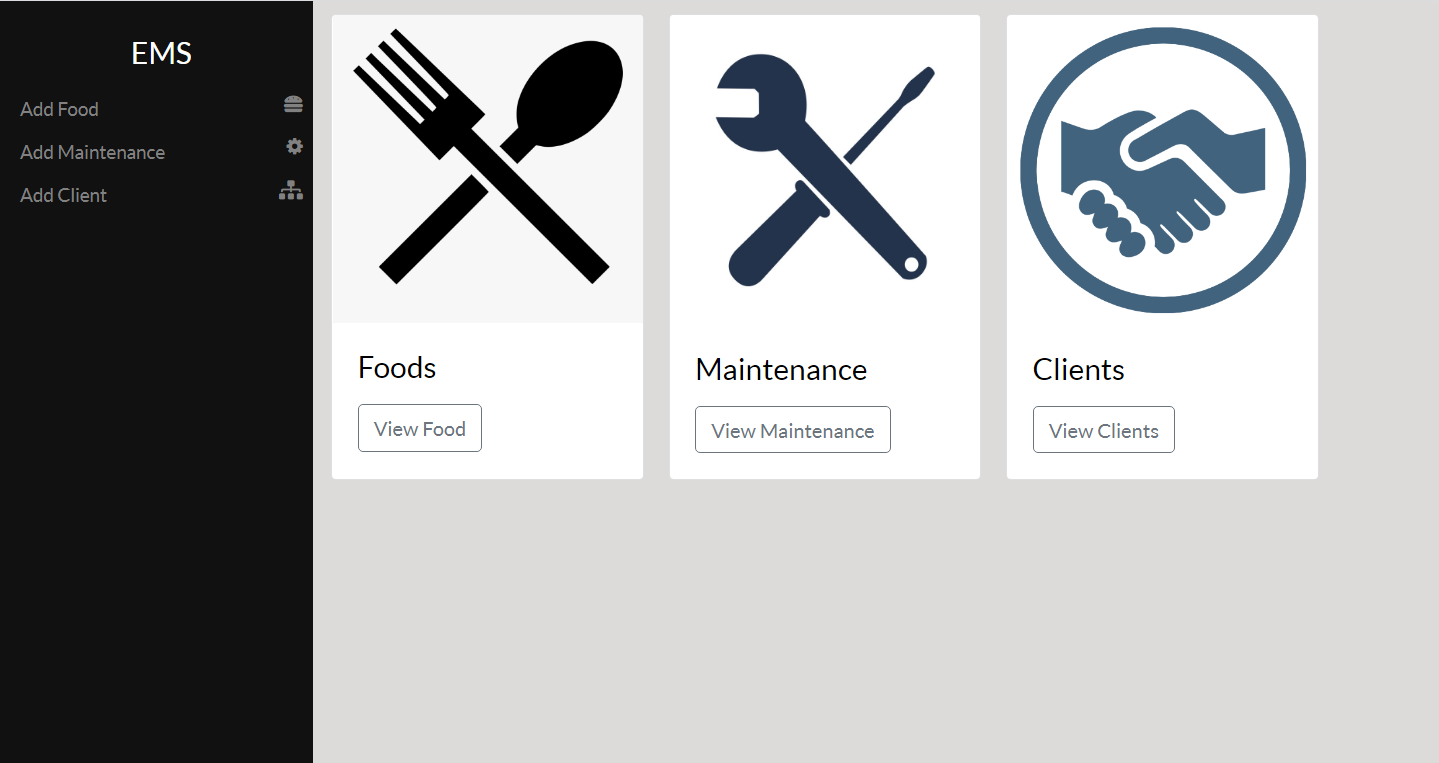 EMS
Add Food
Add Maintenance
Add Client
Foods
View Food
Maintenance
View Maintenance
Clients
View Clients